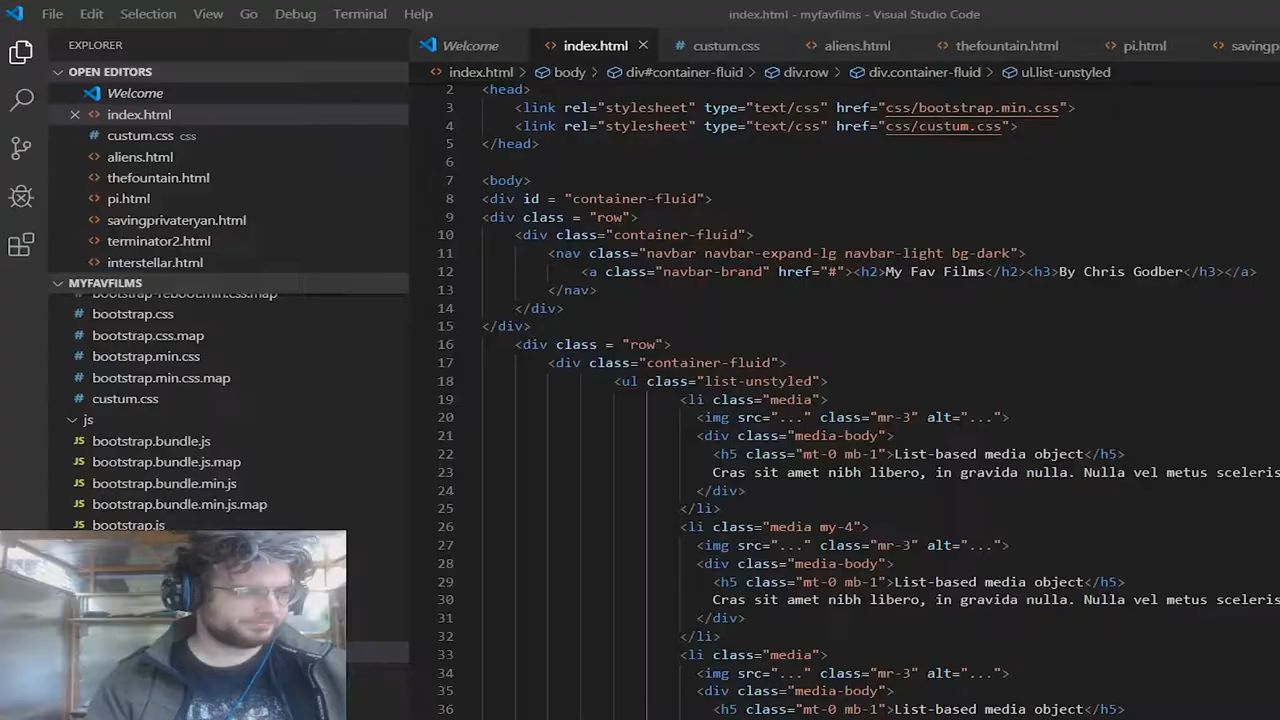 File Edit Selection View Go Debug Terminal Help
index.html - myfavfilms - Visual Studio Code
EXPLORER
OPEN EDITORS
Welcome
index.html
custum.css css
aliens.html
thefountain.html
pi.html
savingprivateryan.html
terminator2.html
interstellar.html
MYFAVFILMS
bootstrap-reboot.min.css.map
bootstrap.css
bootstrap.css.map
bootstrap.min.css
bootstrap.min.css.map
custum.css
js
JS bootstrap.bundle.js
JS bootstrap.bundle.js.map
JS bootstrap.bundle.min.js
JS bootstrap.bundle.min.js.map
JS bootstrap.js
Welcome index.html custum.css aliens.html thefountain.html pi.html savingp
index.html > body > div#container-fluid > div.row > div.container-fluid > ul.list-unstyled
2 <head>
3 <link rel="stylesheet" type="text/css" href="css/bootstrap.min.css">
4 <link rel="stylesheet" type="text/css" href="css/custum.css">
5 </head>
6
7 <body>
8 <div id = "container-fluid">
9 <div class = "row">
10 <div class="container-fluid">
11 <nav class="navbar navbar-expand-lg navbar-light bg-dark">
12 <a class="navbar-brand" href="#"><h2>My Fav Films</h2><h3>By Chris Godber</h3></a>
13 </nav>
14 </div>
15 </div>
16 <div class = "row">
17 <div class="container-fluid">
18 <ul class="list-unstyled">
19 <li class="media">
20 <img src="..." class="mr-3" alt="...">
21 <div class="media-body">
22 <h5 class="mt-0 mb-1">List-based media object</h5>
23 Cras sit amet nibh libero, in gravida nulla. Nulla vel metus sceleris
24 </div>
25 </li>
26 <li class="media my-4">
27 <img src="..." class="mr-3" alt="...">
28 <div class="media-body">
29 <h5 class="mt-0 mb-1">List-based media object</h5>
30 Cras sit amet nibh libero, in gravida nulla. Nulla vel metus sceleris
31 </div>
32 </li>
33 <li class="media">
34 <img src="..." class="mr-3" alt="...">
35 <div class="media-body">
36 <h5 class="mt-0 mb-1">List-based media object</h5>